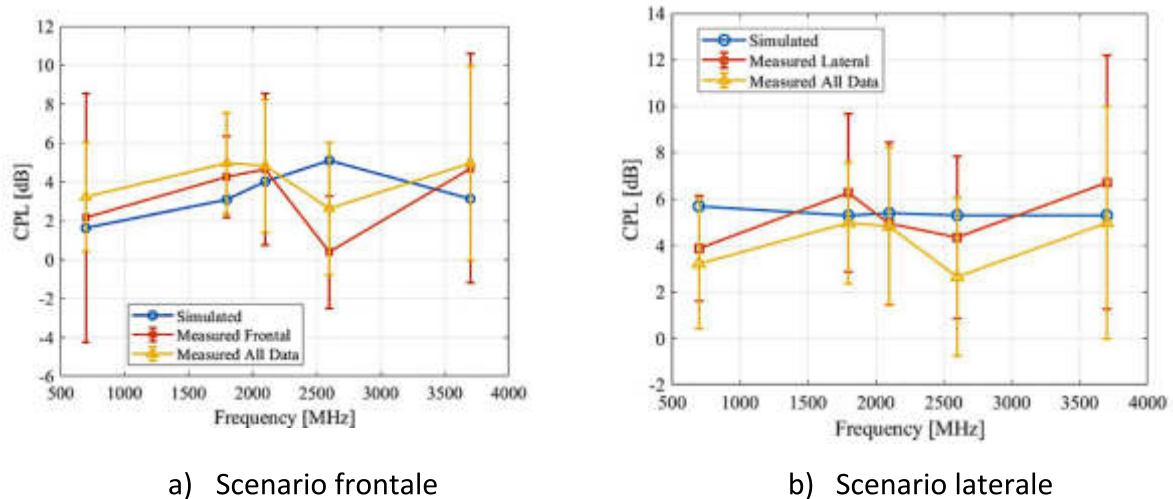 12
10
8
6
4
2
0
-2
-4
-6
CPL [dB]
Simulated
Measured Frontal
Measured All Data
500 1000 1500 2000 2500 3000 3500 4000
Frequency [MHz]
14
12
10
8
6
4
2
0
-2
CPL [dB]
Simulated
Measured Lateral
Measured All Data
500 1000 1500 2000 2500 3000 3500 4000
Frequency [MHz]
a) Scenario frontale
b) Scenario laterale